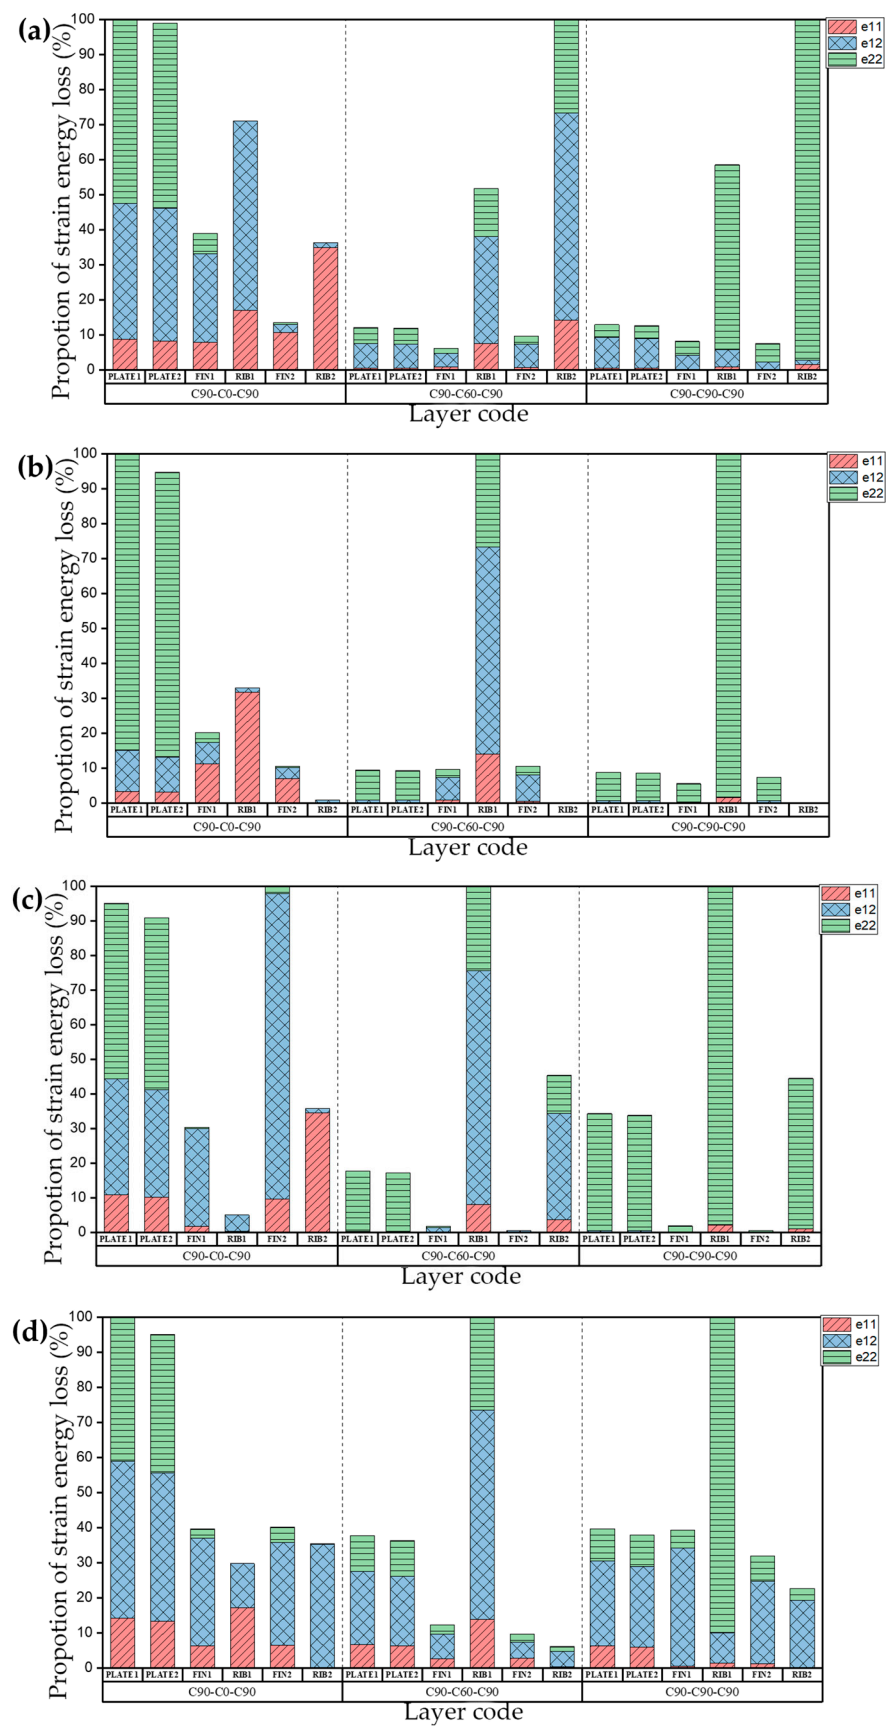 (a)
Propotion of strain energy loss (%)
100
90
80
70
60
50
40
30
20
10
0
e11
e12
e22
PLATE1 PLATE2 FIN1 RIB1 FIN2 RIB2 PLATE1 PLATE2 FIN1 RIB1 FIN2 RIB2 PLATE1 PLATE2 FIN1 RIB1 FIN2 RIB2
C90-C0-C90 C90-C60-C90 C90-C90-C90
Layer code
(b)
Propotion of strain energy loss (%)
100
90
80
70
60
50
40
30
20
10
0
e11
e12
e22
PLATE1 PLATE2 FIN1 RIB1 FIN2 RIB2 PLATE1 PLATE2 FIN1 RIB1 FIN2 RIB2 PLATE1 PLATE2 FIN1 RIB1 FIN2 RIB2
C90-C0-C90 C90-C60-C90 C90-C90-C90
Layer code
(c)
Propotion of strain energy loss (%)
100
90
80
70
60
50
40
30
20
10
0
e11
e12
e22
PLATE1 PLATE2 FIN1 RIB1 FIN2 RIB2 PLATE1 PLATE2 FIN1 RIB1 FIN2 RIB2 PLATE1 PLATE2 FIN1 RIB1 FIN2 RIB2
C90-C0-C90 C90-C60-C90 C90-C90-C90
Layer code
(d)
Propotion of strain energy loss (%)
100
90
80
70
60
50
40
30
20
10
0
e11
e12
e22
PLATE1 PLATE2 FIN1 RIB1 FIN2 RIB2 PLATE1 PLATE2 FIN1 RIB1 FIN2 RIB2 PLATE1 PLATE2 FIN1 RIB1 FIN2 RIB2
C90-C0-C90 C90-C60-C90 C90-C90-C90
Layer code